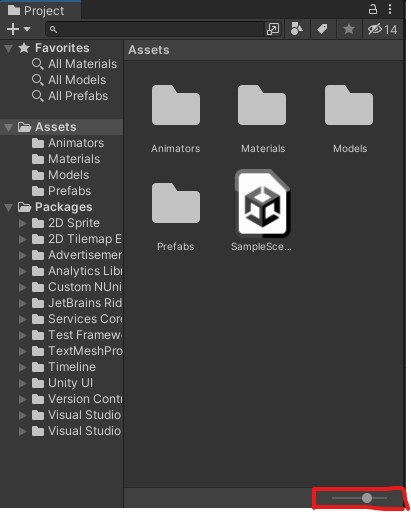 Project
14
Favorites
All Materials
All Models
All Prefabs
Assets
Animators
Materials
Models
Prefabs
Packages
2D Sprite
2D Tilemap E
Advertisemer
Analytics Libr
Custom NUni
JetBrains Rid
Services Core
Test Framew
TextMeshPro
Timeline
Unity UI
Version Contr
Visual Studio
Visual Studio
Assets
Animators
Materials
Models
Prefabs
SampleSce...